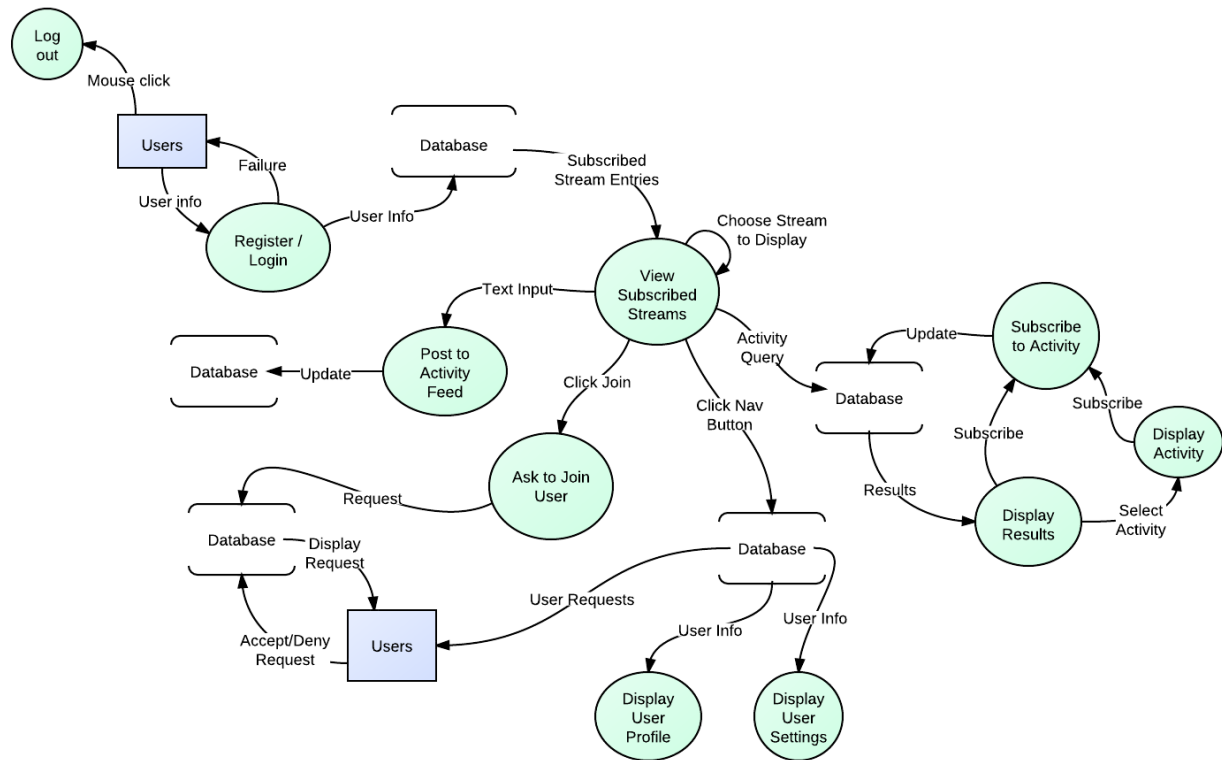 Log
out
Mouse click
Users
Failure
User info
Register /
Login
User Info
Database
Subscribed
Stream Entries
Choose Stream
to Display
View
Subscribed
Streams
Text Input
Post to
Activity
Feed
Update
Database
Click Join
Ask to Join
User
Request
Database
Display
Request
Accept/Deny
Request
Users
Click Nav
Button
Database
User Requests
User Info
User Info
Display
User
Profile
Display
User
Settings
Activity
Query
Database
Update
Subscribe
to Activity
Subscribe
Subscribe
Display
Activity
Results
Display
Results
Select
Activity